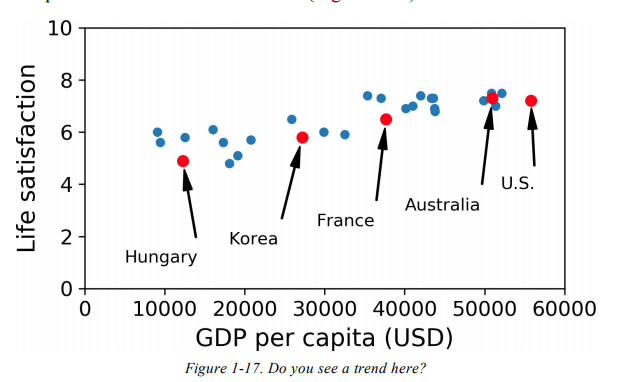 10
8
6
4
2
0
Life satisfaction
Hungary
Korea
France
Australia
U.S.
0 10000 20000 30000 40000 50000 60000
GDP per capita (USD)
Figure 1-17. Do you see a trend here?